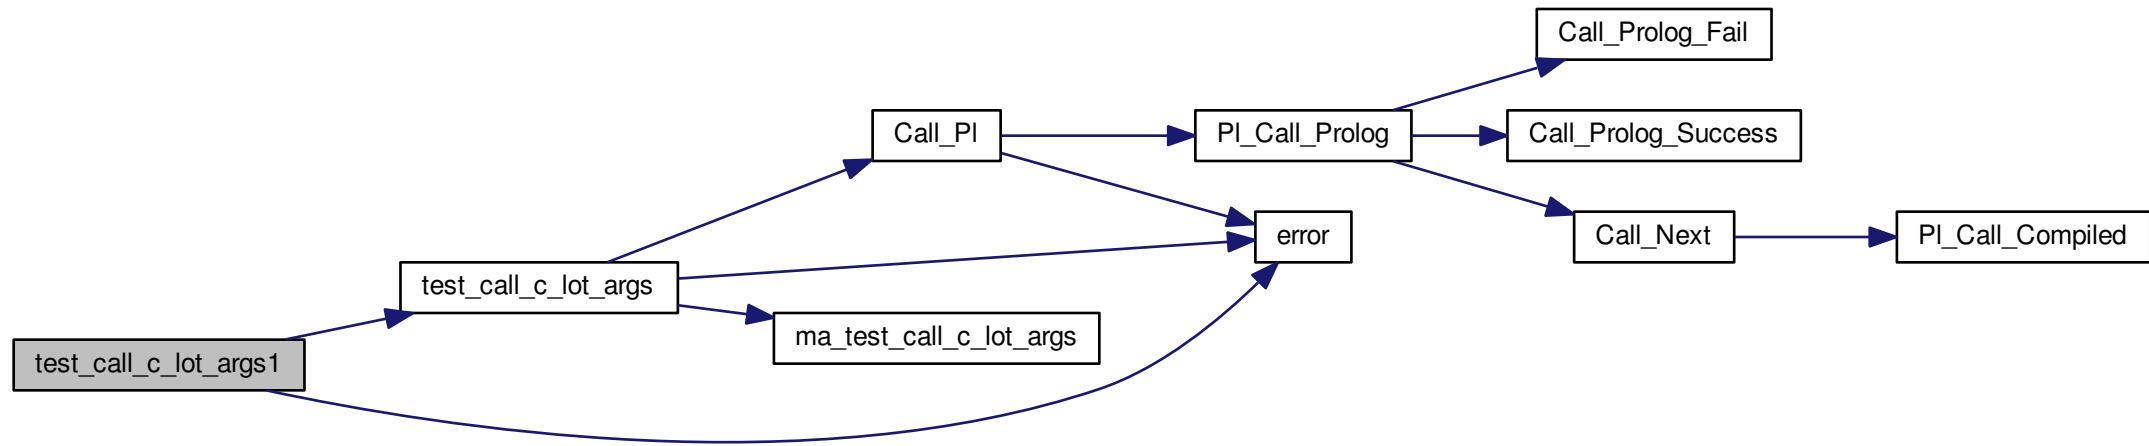 Call_Prolog_Fail
Call_Pl
Pl_Call_Prolog
Call_Prolog_Success
error
Call_Next
Pl_Call_Compiled
test_call_c_lot_args
ma_test_call_c_lot_args
test_call_c_lot_args1